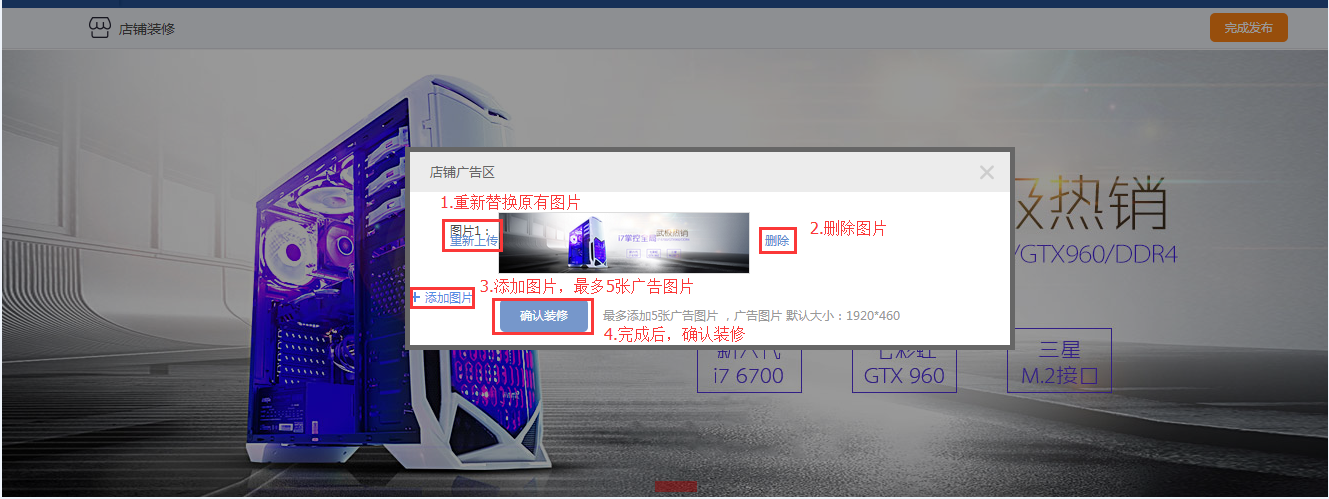 店铺装修
完成发布
店铺广告区
1.重新替换原有图片
图片1：
重新上传
i7掌控全局
武极热销
删除
2.删除图片
+ 添加图片
3.添加图片，最多5张广告图片
确认装修
最多添加5张广告图片 ，广告图片 默认大小：1920*460
4.完成后，确认装修
极热销
/GTX960/DDR4
新六代
i7 6700
七彩虹
GTX 960
三星
M.2接口